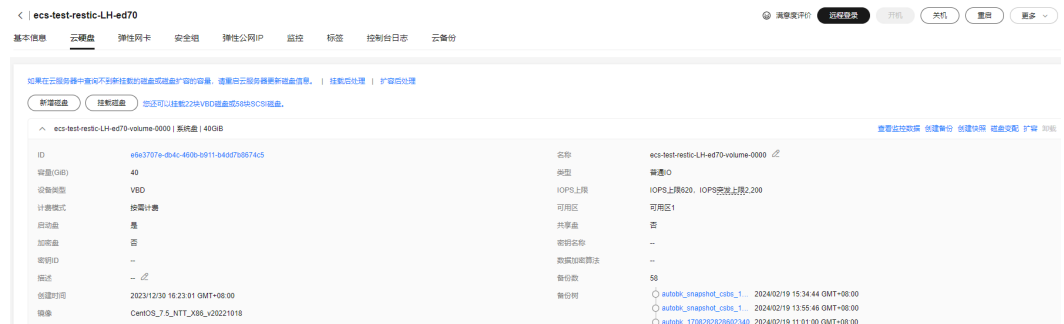 ecs-test-restic-LH-ed70
满意度评价 远程登录 开机 关机 重启 更多
基本信息 云硬盘 弹性网卡 安全组 弹性公网IP 监控 标签 控制台日志 云备份
如果在云服务器中查询不到新挂载的磁盘或磁盘扩容的容量，请重启云服务器更新磁盘信息。 | 挂载后处理 | 扩容后处理
新增磁盘 挂载磁盘 您还可以挂载22块VBD磁盘或58块SCSI磁盘。
ecs-test-restic-LH-ed70-volume-0000 | 系统盘 | 40GiB 查看监控数据 创建备份 创建快照 磁盘变配 扩容 卸载
ID e6e3707e-db4c-460b-b911-b4dd7b8674c5 名称 ecs-test-restic-LH-ed70-volume-0000
容量(GiB) 40 类型 普通IO
设备类型 VBD IOPS上限 IOPS上限620，IOPS突发上限2,200
计费模式 按需计费 可用区 可用区1
启动盘 是 共享盘 否
加密盘 否 密钥名称 --
密钥ID -- 数据加密算法 --
描述 -- 备份数 58
创建时间 2023/12/30 16:23:01 GMT+08:00 备份树 autobk_snapshot_csbs_1... 2024/02/19 15:34:44 GMT+08:00
autobk_snapshot_csbs_1... 2024/02/19 13:55:46 GMT+08:00
镜像 CentOS_7.5_NTT_X86_v20221018 autobk_1708282828602340 2024/02/19 11:01:00 GMT+08:00